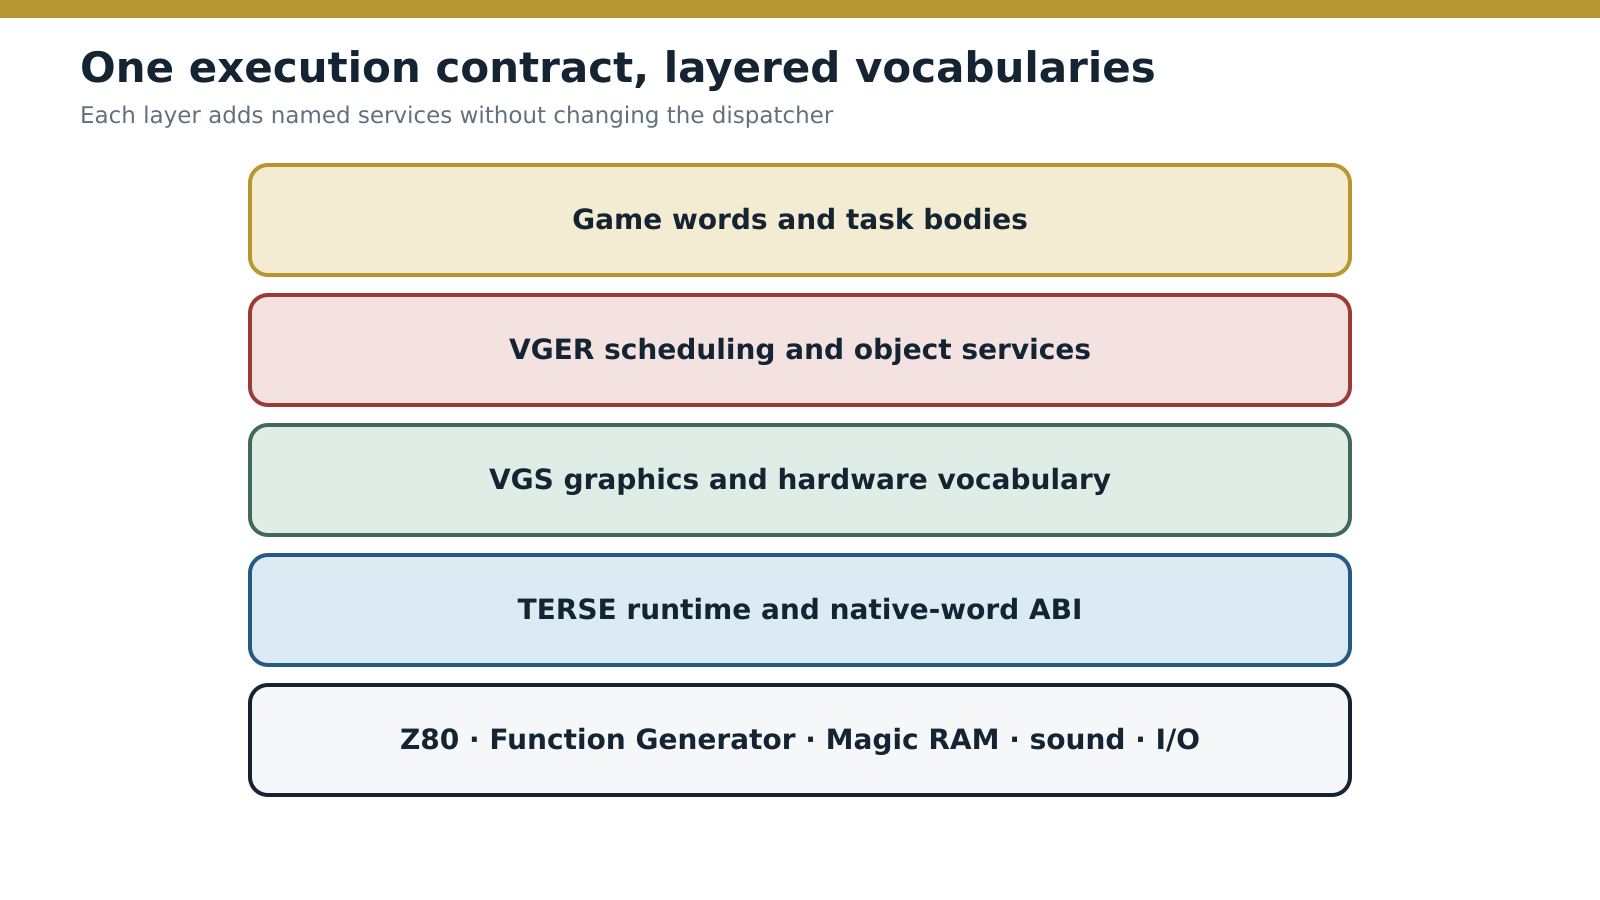 One execution contract, layered vocabularies
Each layer adds named services without changing the dispatcher
Game words and task bodies
VGER scheduling and object services
VGS graphics and hardware vocabulary
TERSE runtime and native-word ABI
Z80 · Function Generator · Magic RAM · sound · I/O